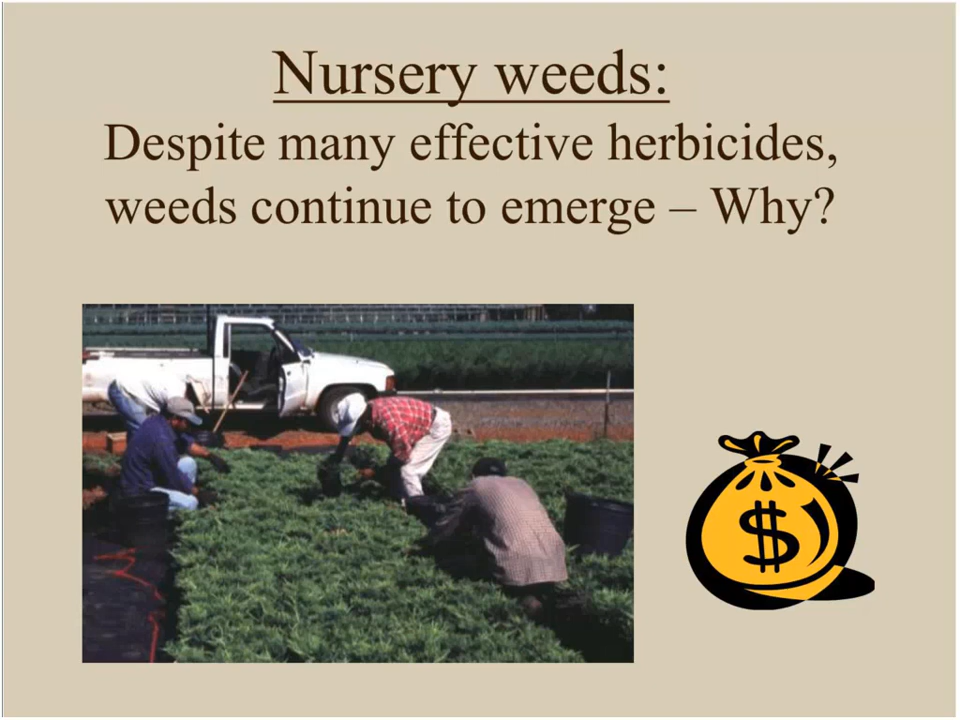 Nursery weeds:
Despite many effective herbicides,
weeds continue to emerge – Why?
$